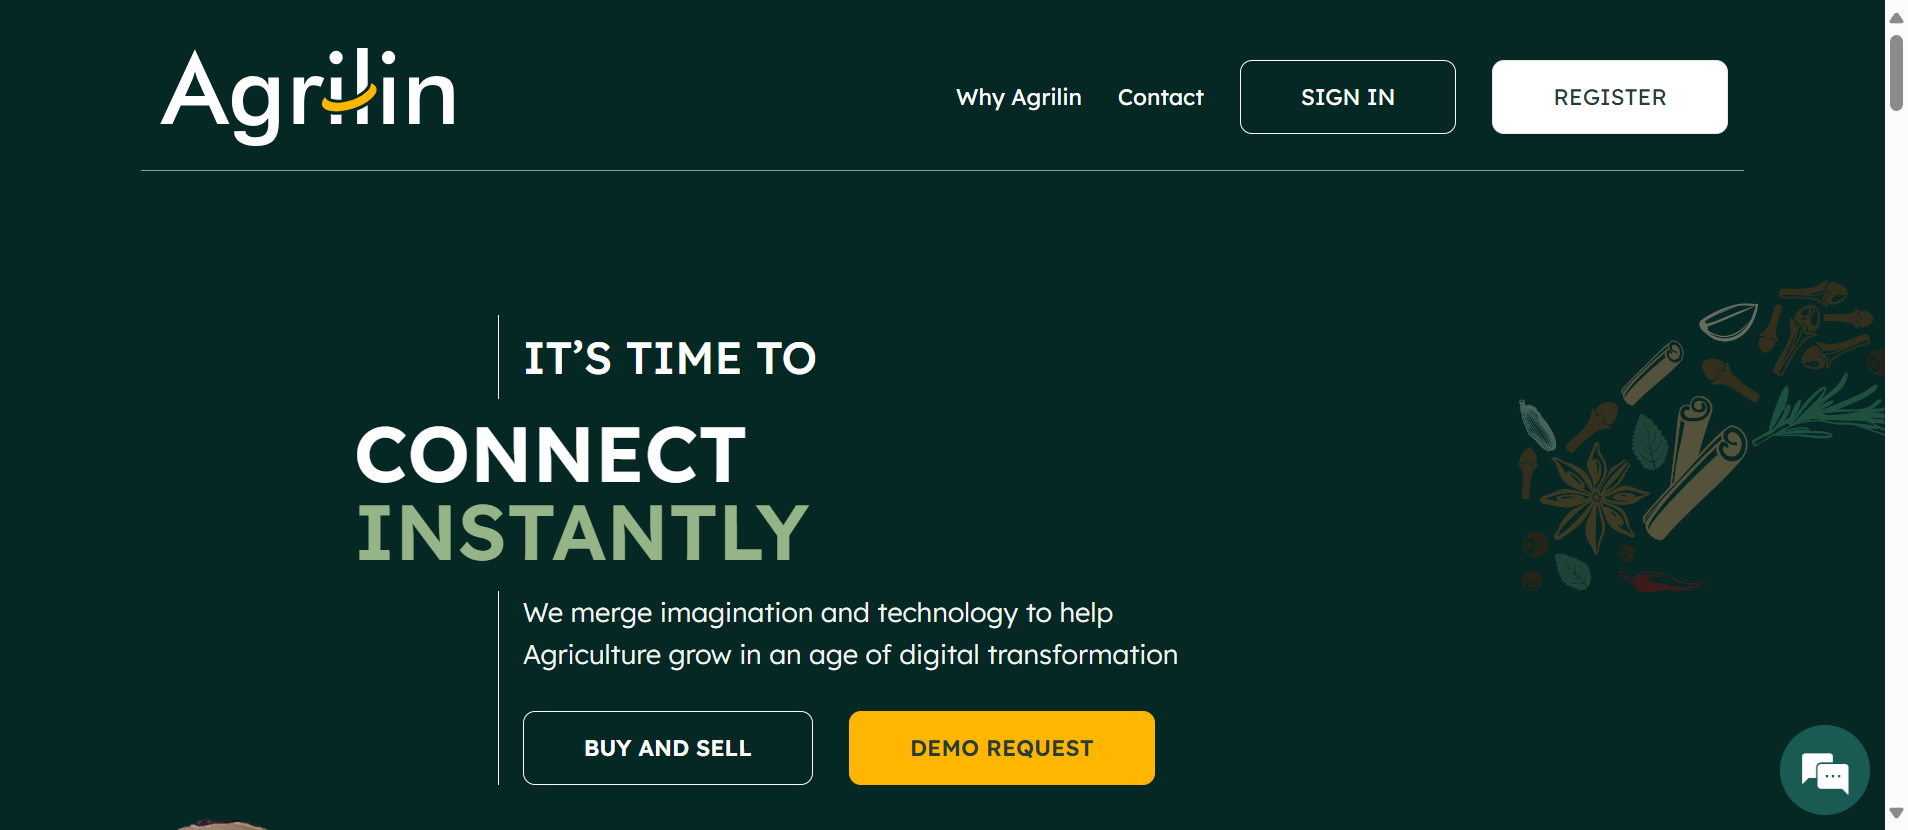 Agrilin
Why Agrilin
Contact
SIGN IN
REGISTER
IT’S TIME TO
CONNECT
INSTANTLY
We merge imagination and technology to help
Agriculture grow in an age of digital transformation
BUY AND SELL
DEMO REQUEST